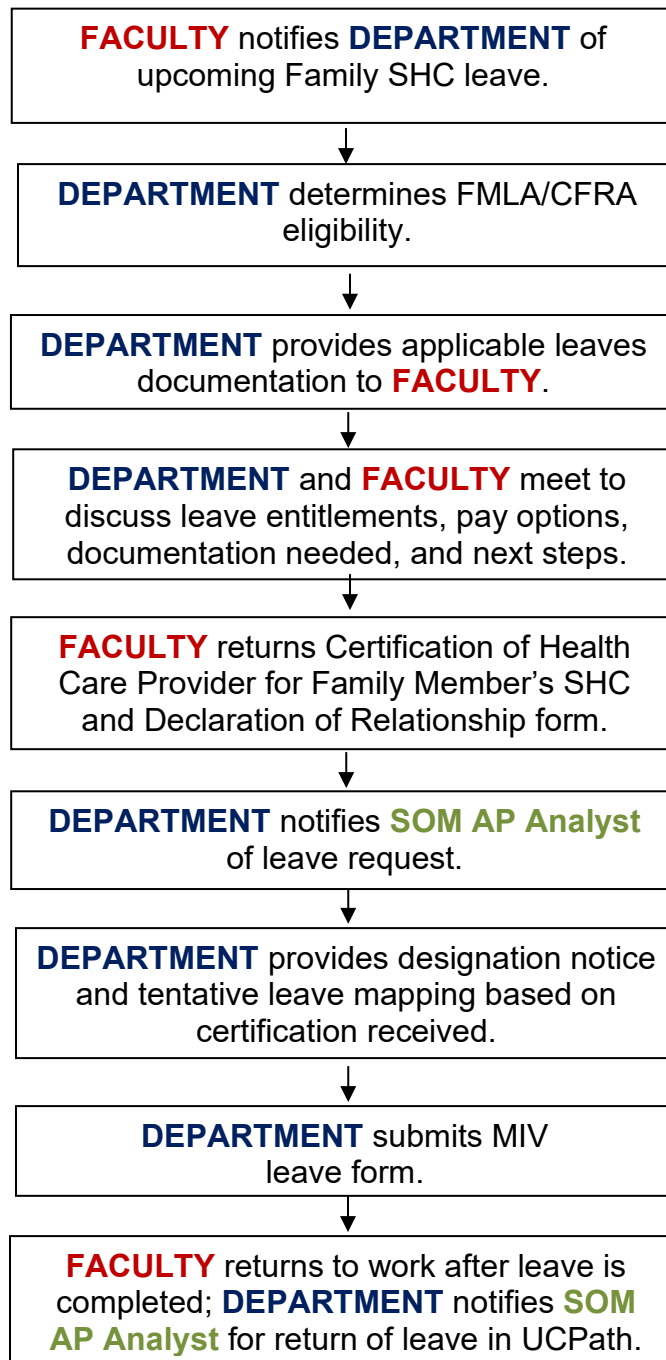 FACULTY notifies DEPARTMENT of
upcoming Family SHC leave.
DEPARTMENT determines FMLA/CFRA
eligibility.
DEPARTMENT provides applicable leaves
documentation to FACULTY.
DEPARTMENT and FACULTY meet to
discuss leave entitlements, pay options,
documentation needed, and next steps.
FACULTY returns Certification of Health
Care Provider for Family Member’s SHC
and Declaration of Relationship form.
DEPARTMENT notifies SOM AP Analyst
of leave request.
DEPARTMENT provides designation notice
and tentative leave mapping based on
certification received.
DEPARTMENT submits MIV
leave form.
FACULTY returns to work after leave is
completed; DEPARTMENT notifies SOM
AP Analyst for return of leave in UCPath.